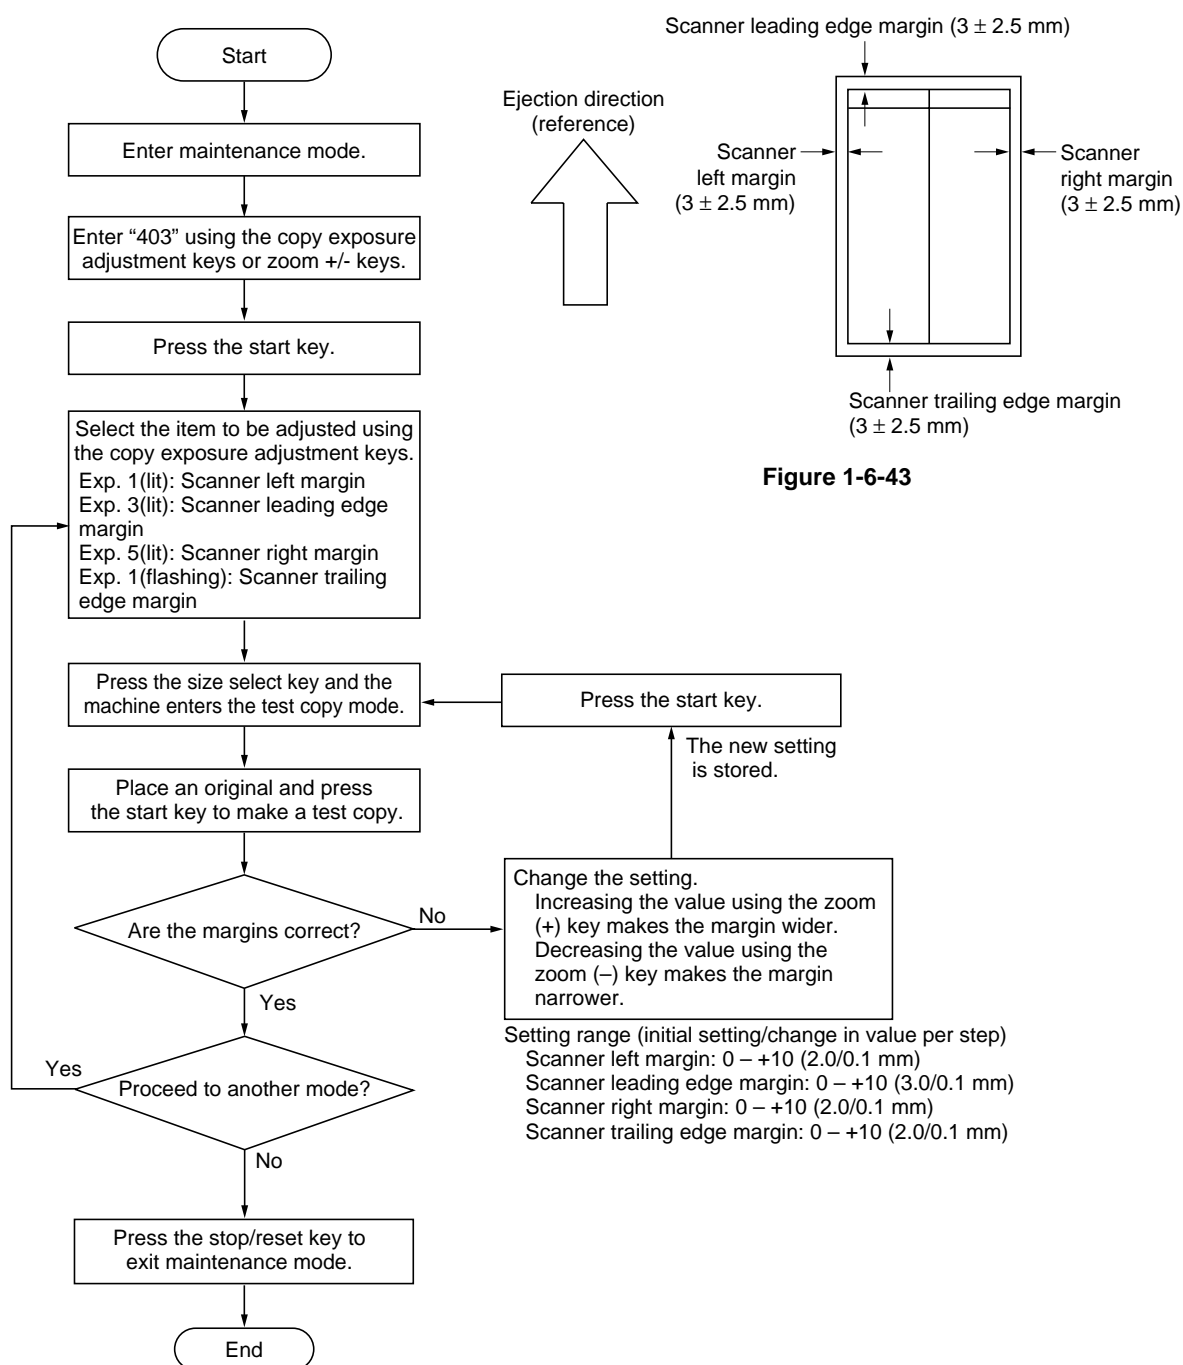 Start
Enter maintenance mode.
Enter “403” using the copy exposure
adjustment keys or zoom +/- keys.
Press the start key.
Select the item to be adjusted using
the copy exposure adjustment keys.
Exp. 1(lit): Scanner left margin
Exp. 3(lit): Scanner leading edge
margin
Exp. 5(lit): Scanner right margin
Exp. 1(flashing): Scanner trailing
edge margin
Press the size select key and the
machine enters the test copy mode.
Place an original and press
the start key to make a test copy.
Are the margins correct?
No
Yes
Proceed to another mode?
Yes
No
Press the stop/reset key to
exit maintenance mode.
End
Press the start key.
The new setting
is stored.
Change the setting.
Increasing the value using the zoom
(+) key makes the margin wider.
Decreasing the value using the
zoom (–) key makes the margin
narrower.
Setting range (initial setting/change in value per step)
Scanner left margin: 0 – +10 (2.0/0.1 mm)
Scanner leading edge margin: 0 – +10 (3.0/0.1 mm)
Scanner right margin: 0 – +10 (2.0/0.1 mm)
Scanner trailing edge margin: 0 – +10 (2.0/0.1 mm)
Scanner leading edge margin (3 ± 2.5 mm)
Ejection direction
(reference)
Scanner
left margin
(3 ± 2.5 mm)
Scanner
right margin
(3 ± 2.5 mm)
Scanner trailing edge margin
(3 ± 2.5 mm)
Figure 1-6-43